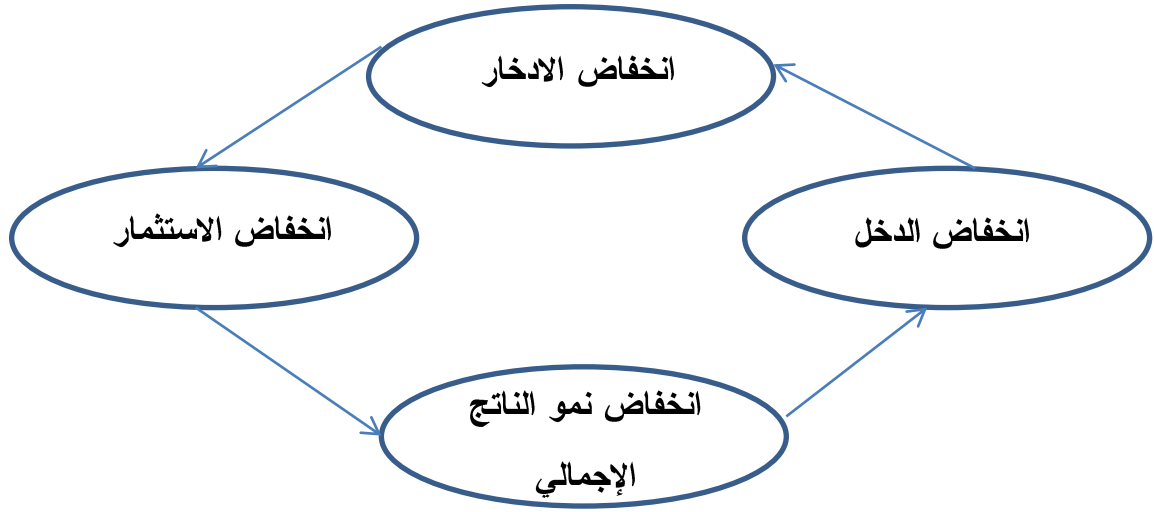 انخفاض الادخار
انخفاض الدخل
انخفاض الاستثمار
انخفاض نمو الناتج
الإجمالي